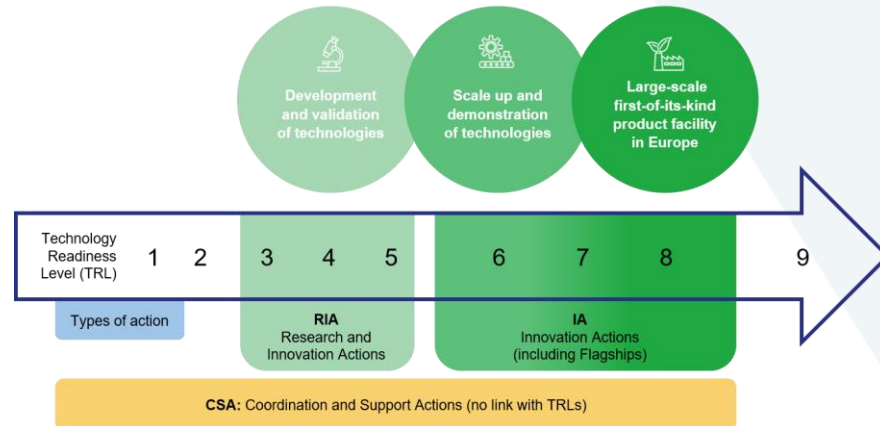 Development
and validation
of technologies
Scale up and
demonstration
of technologies
Large-scale
first-of-its-kind
product facility
in Europe
Technology
Readiness
Level (TRL)
1 2 3 4 5 6 7 8 9
Types of action
RIA
Research and
Innovation Actions
IA
Innovation Actions
(including Flagships)
CSA: Coordination and Support Actions (no link with TRLs)